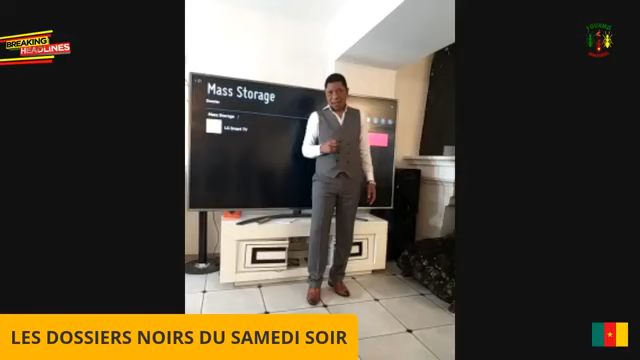 BREAKING
HEADLINES
Mass Storage
Mass Storage
LG Smart TV
LES DOSSIERS NOIRS DU SAMEDI SOIR